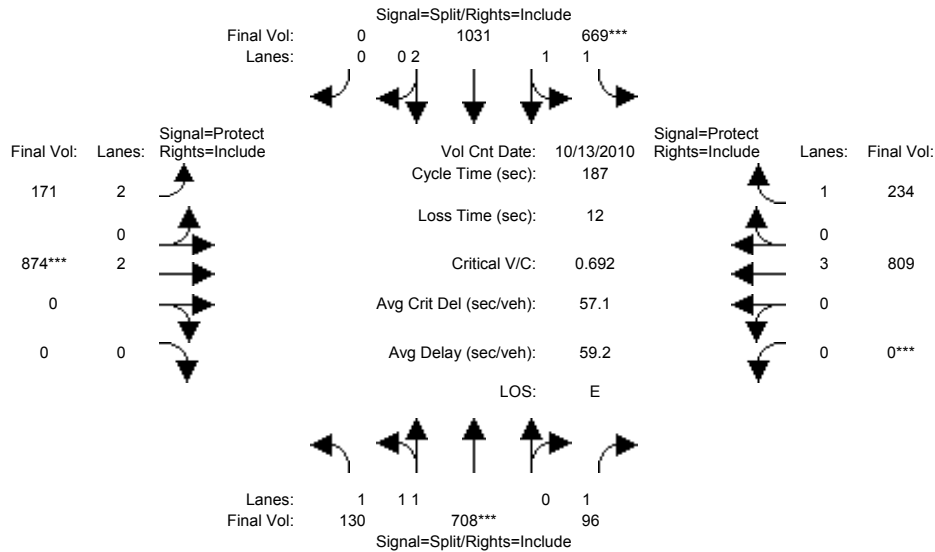 Signal=Split/Rights=Include
Final Vol: 0 1031 669***
Lanes: 0 0 2 1 1
Signal=Protect Signal=Protect
Final Vol: Lanes: Rights=Include Vol Cnt Date: 10/13/2010 Rights=Include Lanes: Final Vol:
Cycle Time (sec): 187
171 2 1 234
Loss Time (sec): 12
0 0
874*** 2 Critical V/C: 0.692 3 809
0 Avg Crit Del (sec/veh): 57.1 0
0 0 Avg Delay (sec/veh): 59.2 0 0***
LOS: E
Lanes: 1 1 1 0 1
Final Vol: 130 708*** 96
Signal=Split/Rights=Include